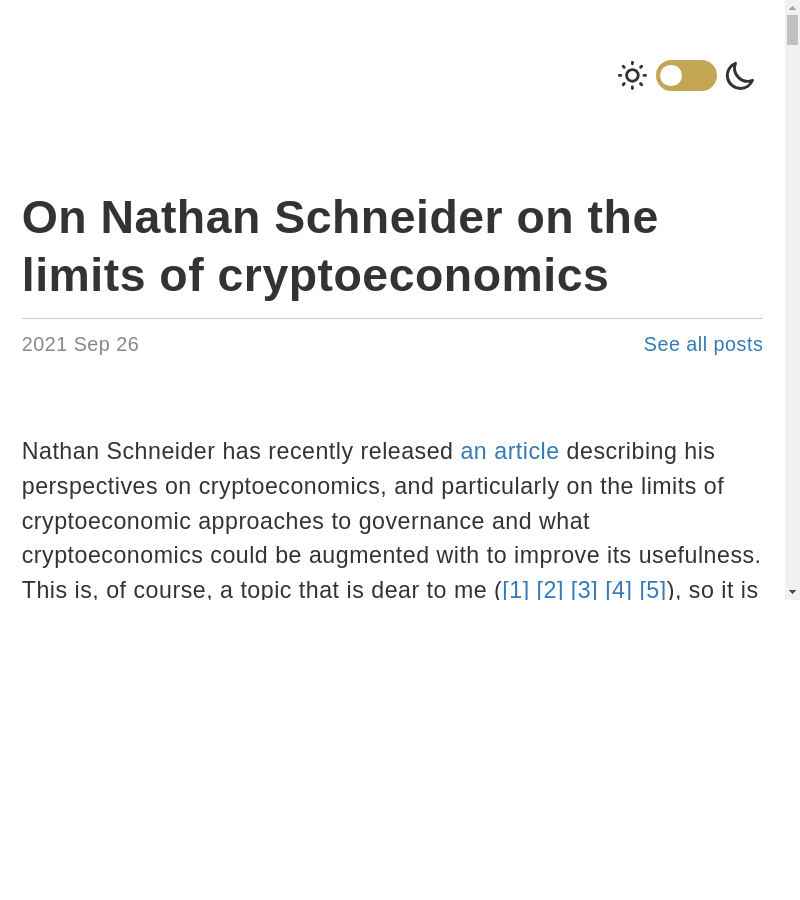 On Nathan Schneider on the
limits of cryptoeconomics
2021 Sep 26
See all posts
Nathan Schneider has recently released an article describing his
perspectives on cryptoeconomics, and particularly on the limits of
cryptoeconomic approaches to governance and what
cryptoeconomics could be augmented with to improve its usefulness.
This is, of course, a topic that is dear to me ([1] [2] [3] [4] [5]), so it is